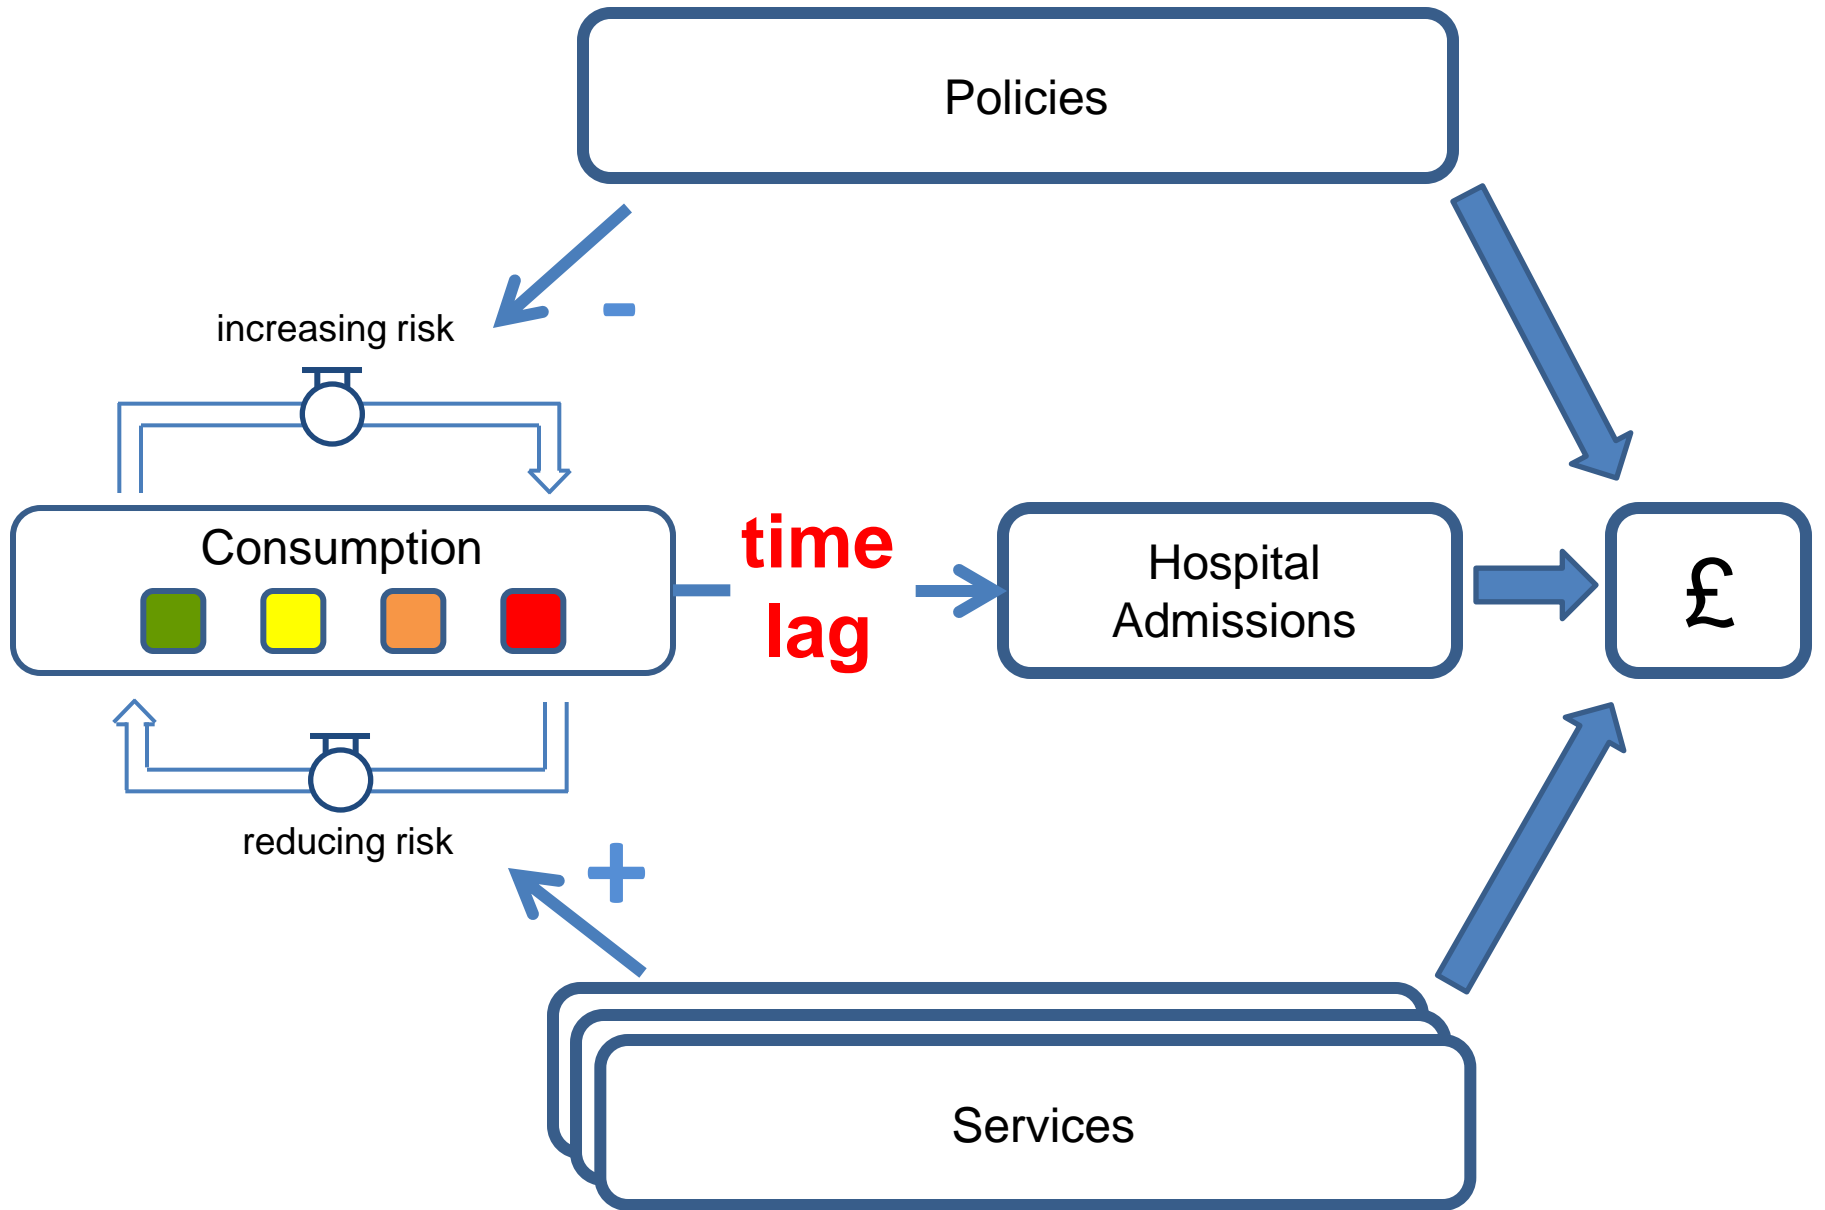 Policies
-
increasing risk
Consumption
time
lag
Hospital
Admissions
£
reducing risk
+
Services